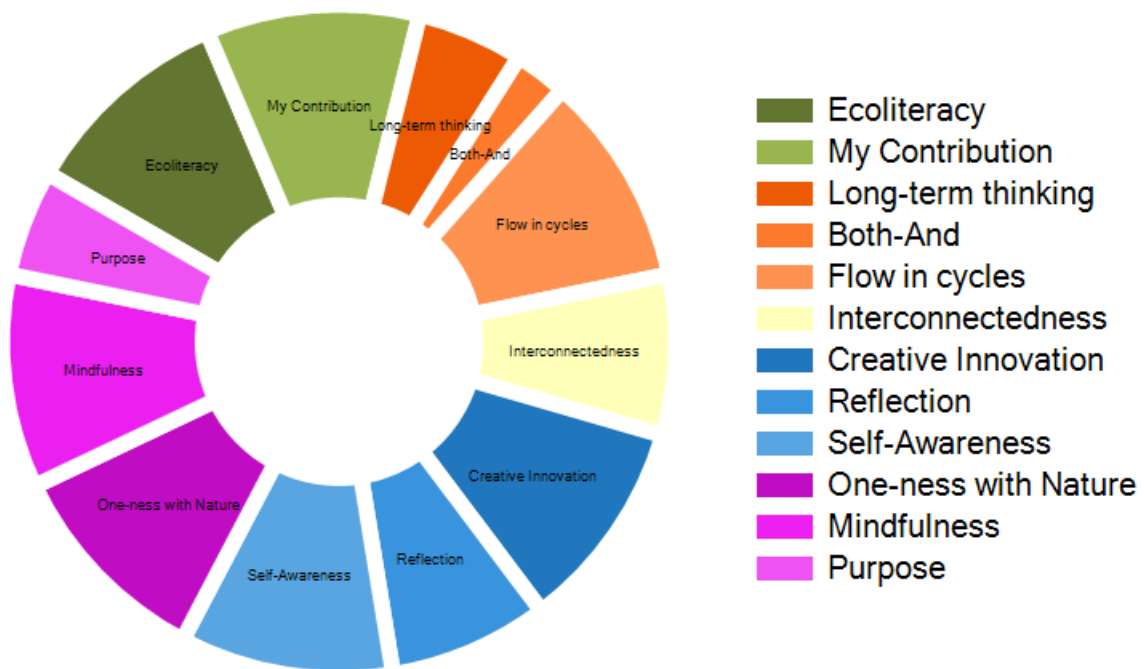 My Contribution
Long-term thinking
Both-And
Ecoliteracy
Flow in cycles
Purpose
Interconnectedness
Mindfulness
Creative Innovation
One-ness with Nature
Reflection
Self-Awareness
Ecoliteracy
My Contribution
Long-term thinking
Both-And
Flow in cycles
Interconnectedness
Creative Innovation
Reflection
Self-Awareness
One-ness with Nature
Mindfulness
Purpose